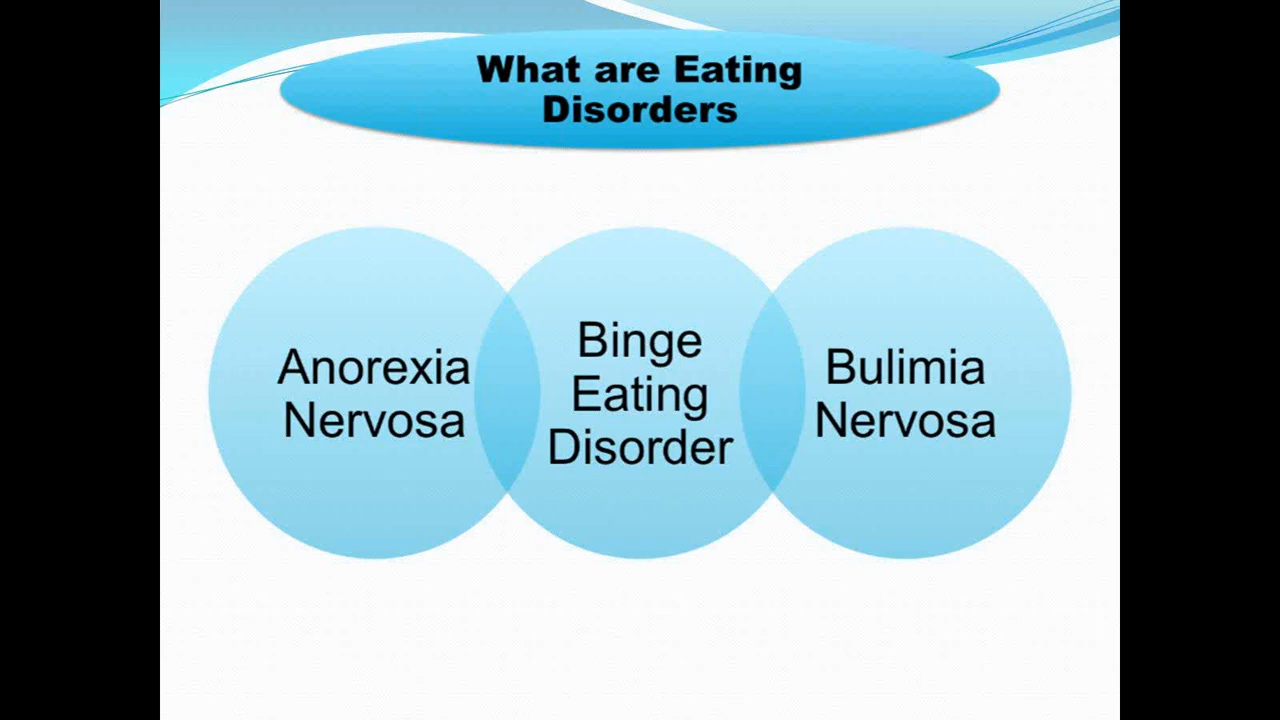 What are Eating
Disorders
Anorexia
Nervosa
Binge
Eating
Disorder
Bulimia
Nervosa